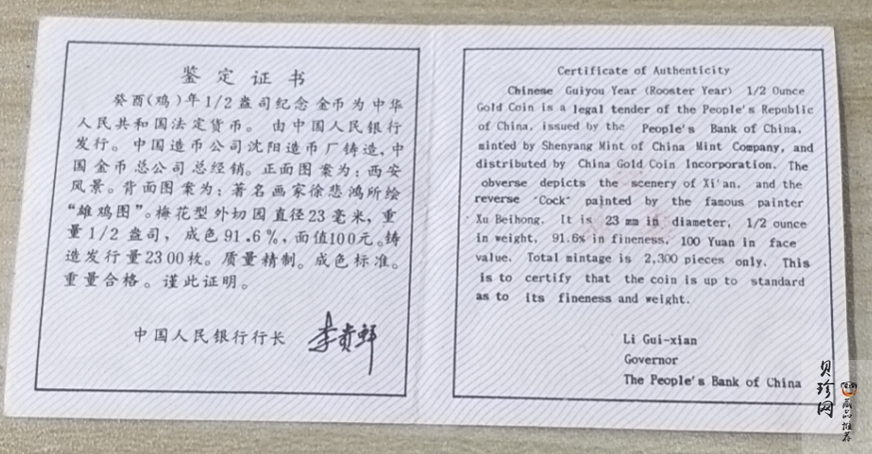 鉴定证书
癸酉(鸡)年1/2盎司纪念金币为中华
人民共和国法定货币。由中国人民银行
发行。中国造币公司沈阳造币厂铸造,中
国金币总公司总经销。正面图案为:西安
风景。背面图案为:著名画家徐悲鸿所绘
“雄鸡图”。梅花型外切园直径23毫米,重
量1/2盎司,成色91.6%,面值100元。铸
造发行量2300枚。质量精制。成色标准。
重量合格。谨此证明。
中国人民银行行长 李贵鲜
Certificate of Authenticity
Chinese Guiyou Year (Rooster Year) 1/2 Ounce
Gold Coin is a legal tender of the People's Republic
of China, issued by the People's Bank of China,
minted by Shenyang Mint of China Mint Company, and
distributed by China Gold Coin Incorporation. The
obverse depicts the scenery of Xi'an, and the
reverse "Cock" painted by the famous painter
Xu Beihong. It is 23 mm in diameter, 1/2 ounce
in weight, 91.6% in fineness, 100 Yuan in face
value. Total mintage is 2,300 pieces only. This
is to certify that the coin is up to standard
as to its fineness and weight.
Li Gui-xian
Governor
The People's Bank of China
贝珍网
藏品推荐